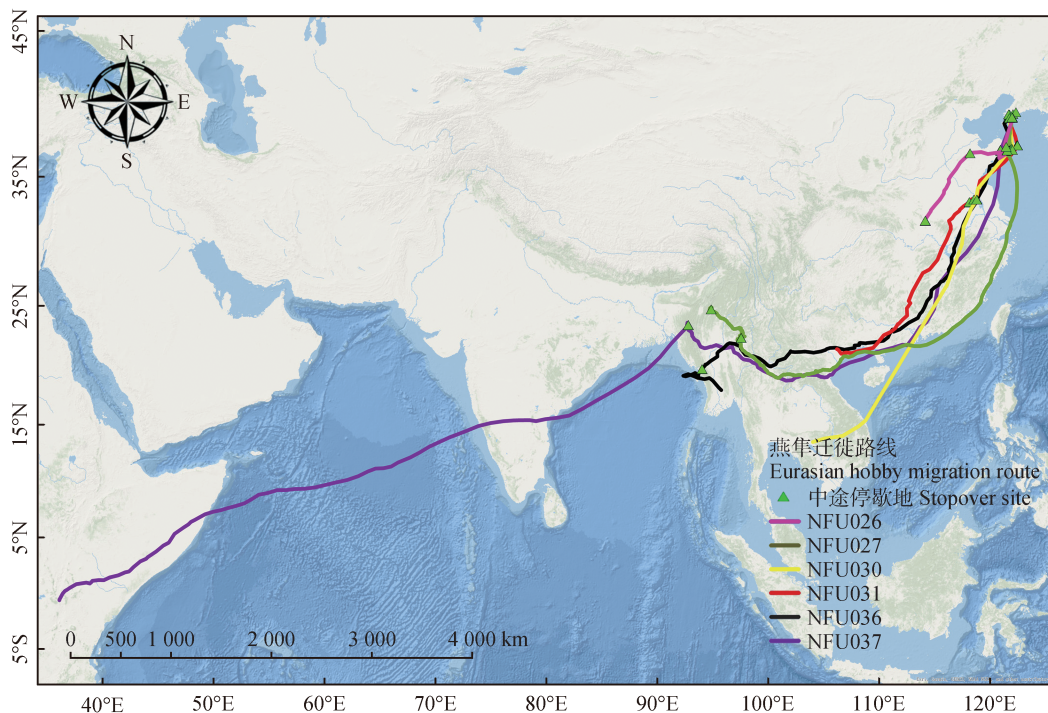 45°N
35°N
25°N
15°N
5°N
5°S
N
W
E
S
燕隼迁徙路线
Eurasian hobby migration route
中途停歇地 Stopover site
NFU026
NFU027
NFU030
NFU031
NFU036
NFU037
0 500 1 000 2 000 3 000 4 000 km
40°E 50°E 60°E 70°E 80°E 90°E 100°E 110°E 120°E